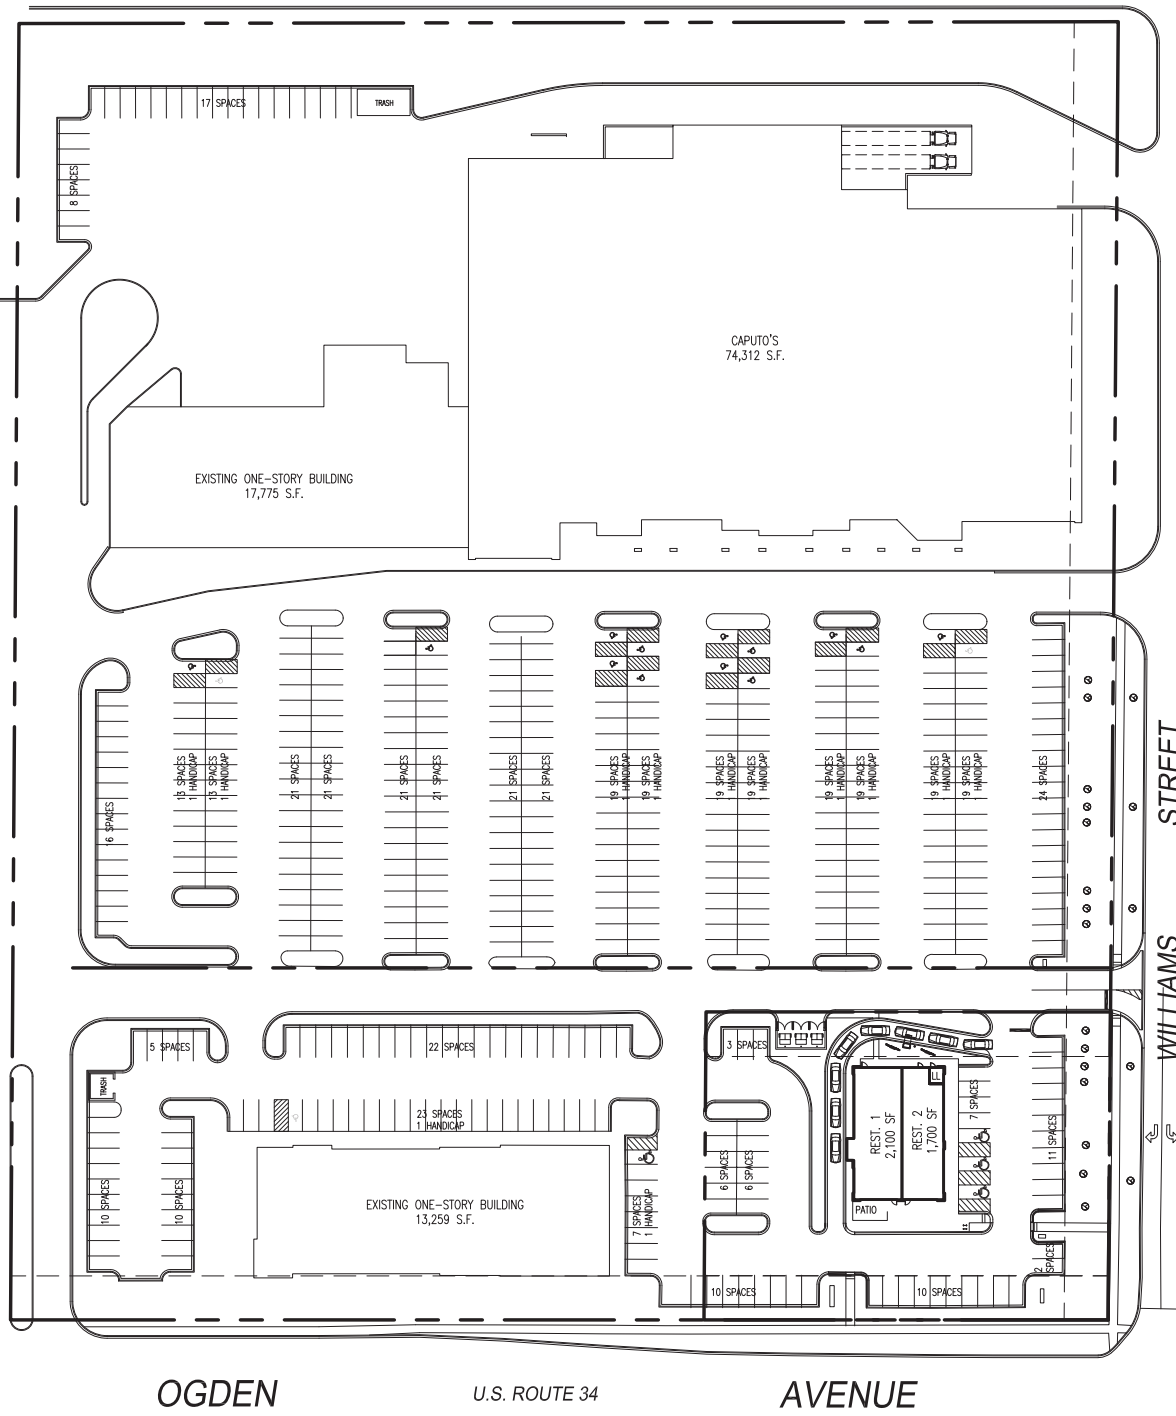 17 SPACES
TRASH
8 SPACES
CAPUTO'S
74,312 S.F.
EXISTING ONE-STORY BUILDING
17,775 S.F.
16 SPACES
13 SPACES
1 HANDICAP
13 SPACES
1 HANDICAP
21 SPACES
21 SPACES
21 SPACES
21 SPACES
21 SPACES
21 SPACES
19 SPACES
1 HANDICAP
19 SPACES
1 HANDICAP
19 SPACES
1 HANDICAP
19 SPACES
1 HANDICAP
19 SPACES
1 HANDICAP
19 SPACES
1 HANDICAP
19 SPACES
1 HANDICAP
19 SPACES
1 HANDICAP
24 SPACES
WILLIAMS STREET
5 SPACES
22 SPACES
3 SPACES
TRASH
23 SPACES
1 HANDICAP
REST. 1
2,100 SF
REST. 2
1,700 SF
7 SPACES
11 SPACES
10 SPACES
10 SPACES
EXISTING ONE-STORY BUILDING
13,259 S.F.
7 SPACES
1 HANDICAP
6 SPACES
6 SPACES
PATIO
2 SPACES
10 SPACES
10 SPACES
OGDEN U.S. ROUTE 34 AVENUE